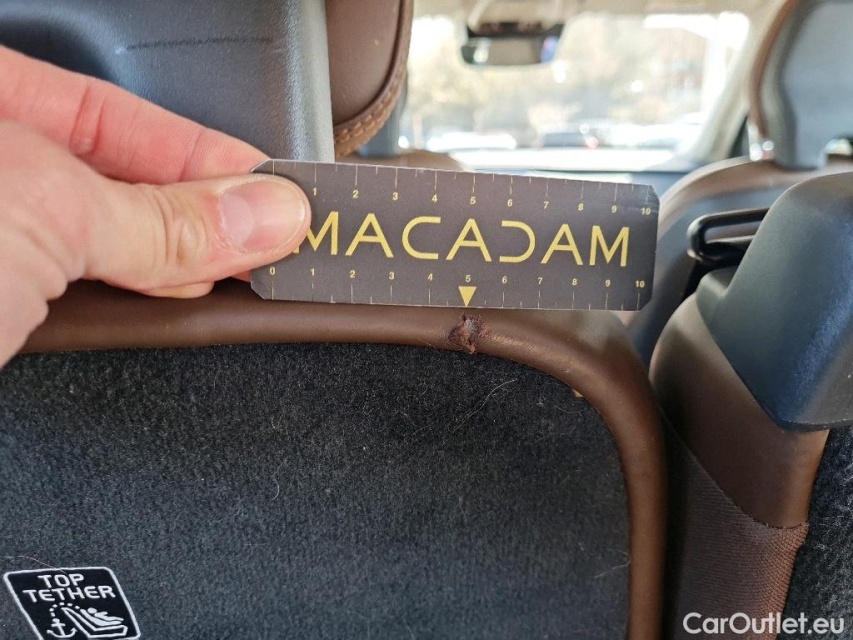 1 2 3 4 5 6 7 8 9 10
MACADAM
0 1 2 3 4 5 6 7 8 9 10
TOP
TETHER
CarOutlet.eu